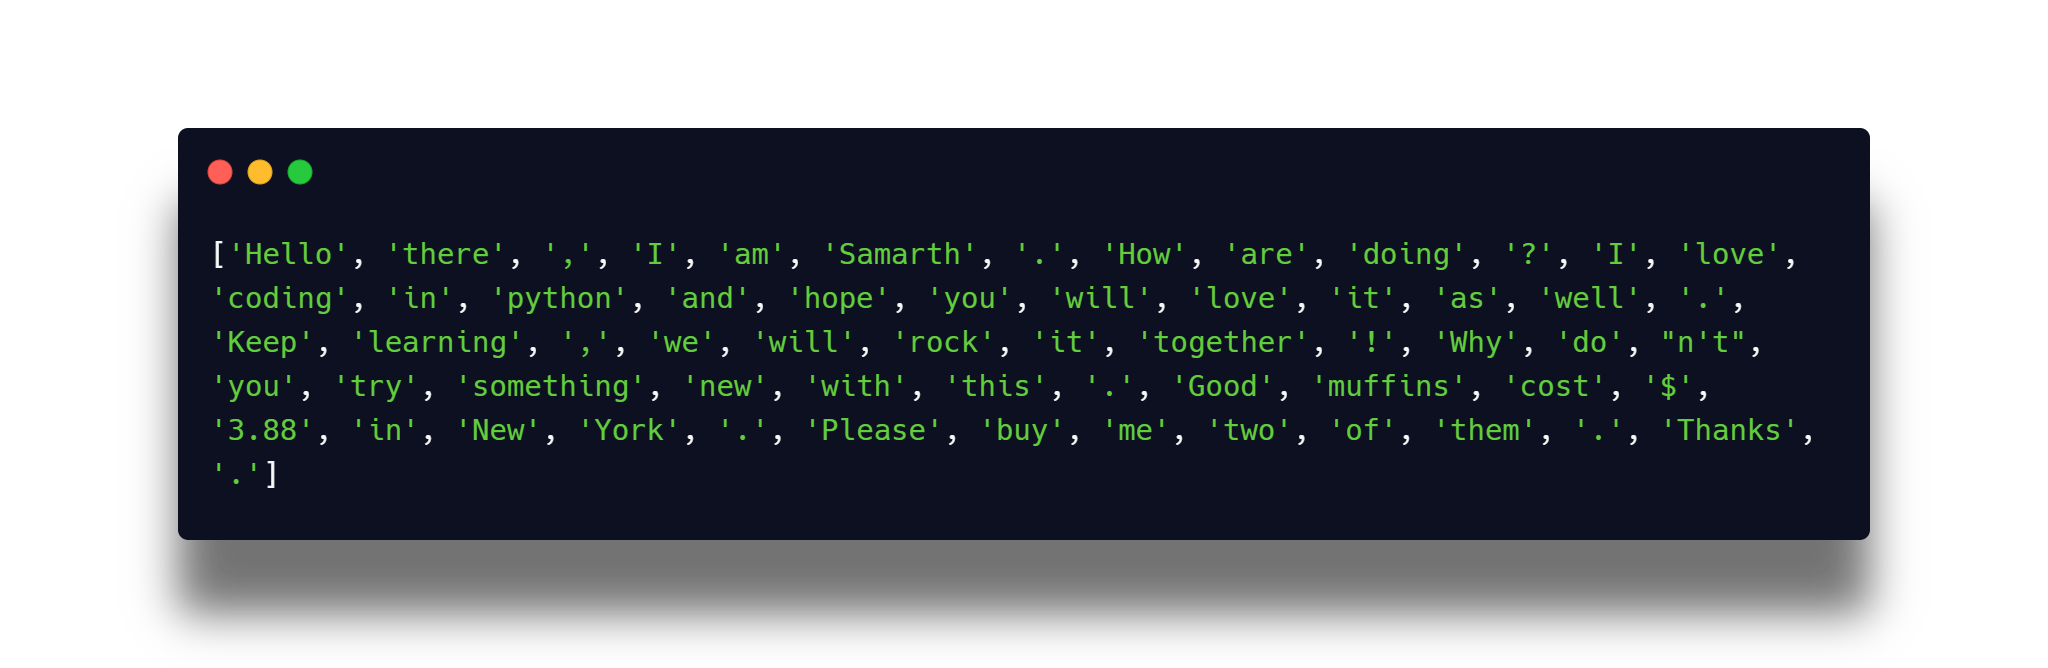 ['Hello', 'there', ',', 'I', 'am', 'Samarth', '.', 'How', 'are', 'doing', '?', 'I', 'love',
'coding', 'in', 'python', 'and', 'hope', 'you', 'will', 'love', 'it', 'as', 'well', '.',
'Keep', 'learning', ',', 'we', 'will', 'rock', 'it', 'together', '!', 'Why', 'do', "n't",
'you', 'try', 'something', 'new', 'with', 'this', '.', 'Good', 'muffins', 'cost', '$',
'3.88', 'in', 'New', 'York', '.', 'Please', 'buy', 'me', 'two', 'of', 'them', '.', 'Thanks',
'.']